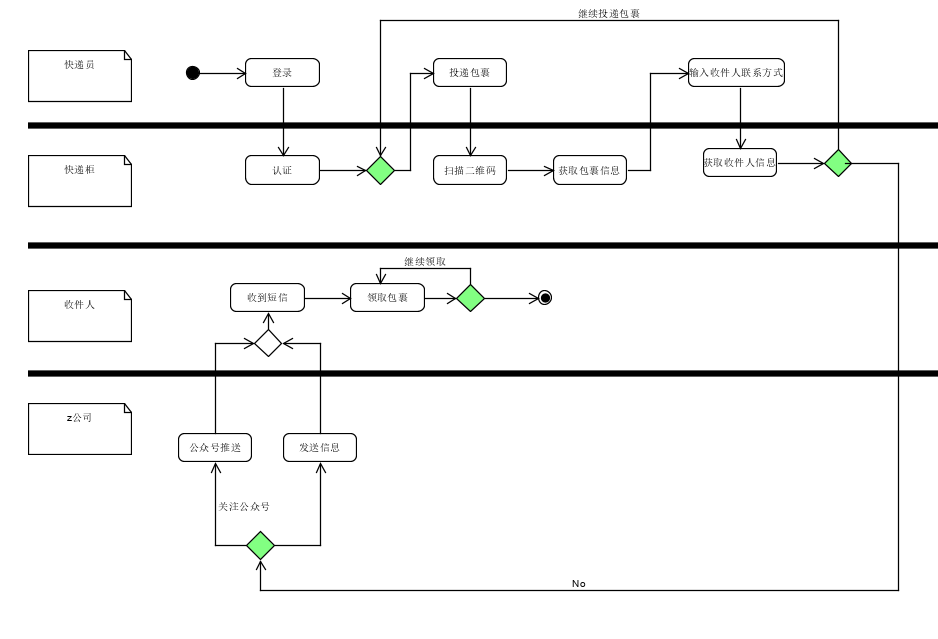 继续投递包裹
快递员
登录
投递包裹
输入收件人联系方式
快递柜
认证
扫描二维码
获取包裹信息
获取收件人信息
继续领取
收件人
收到短信
领取包裹
z公司
公众号推送
发送信息
关注公众号
No